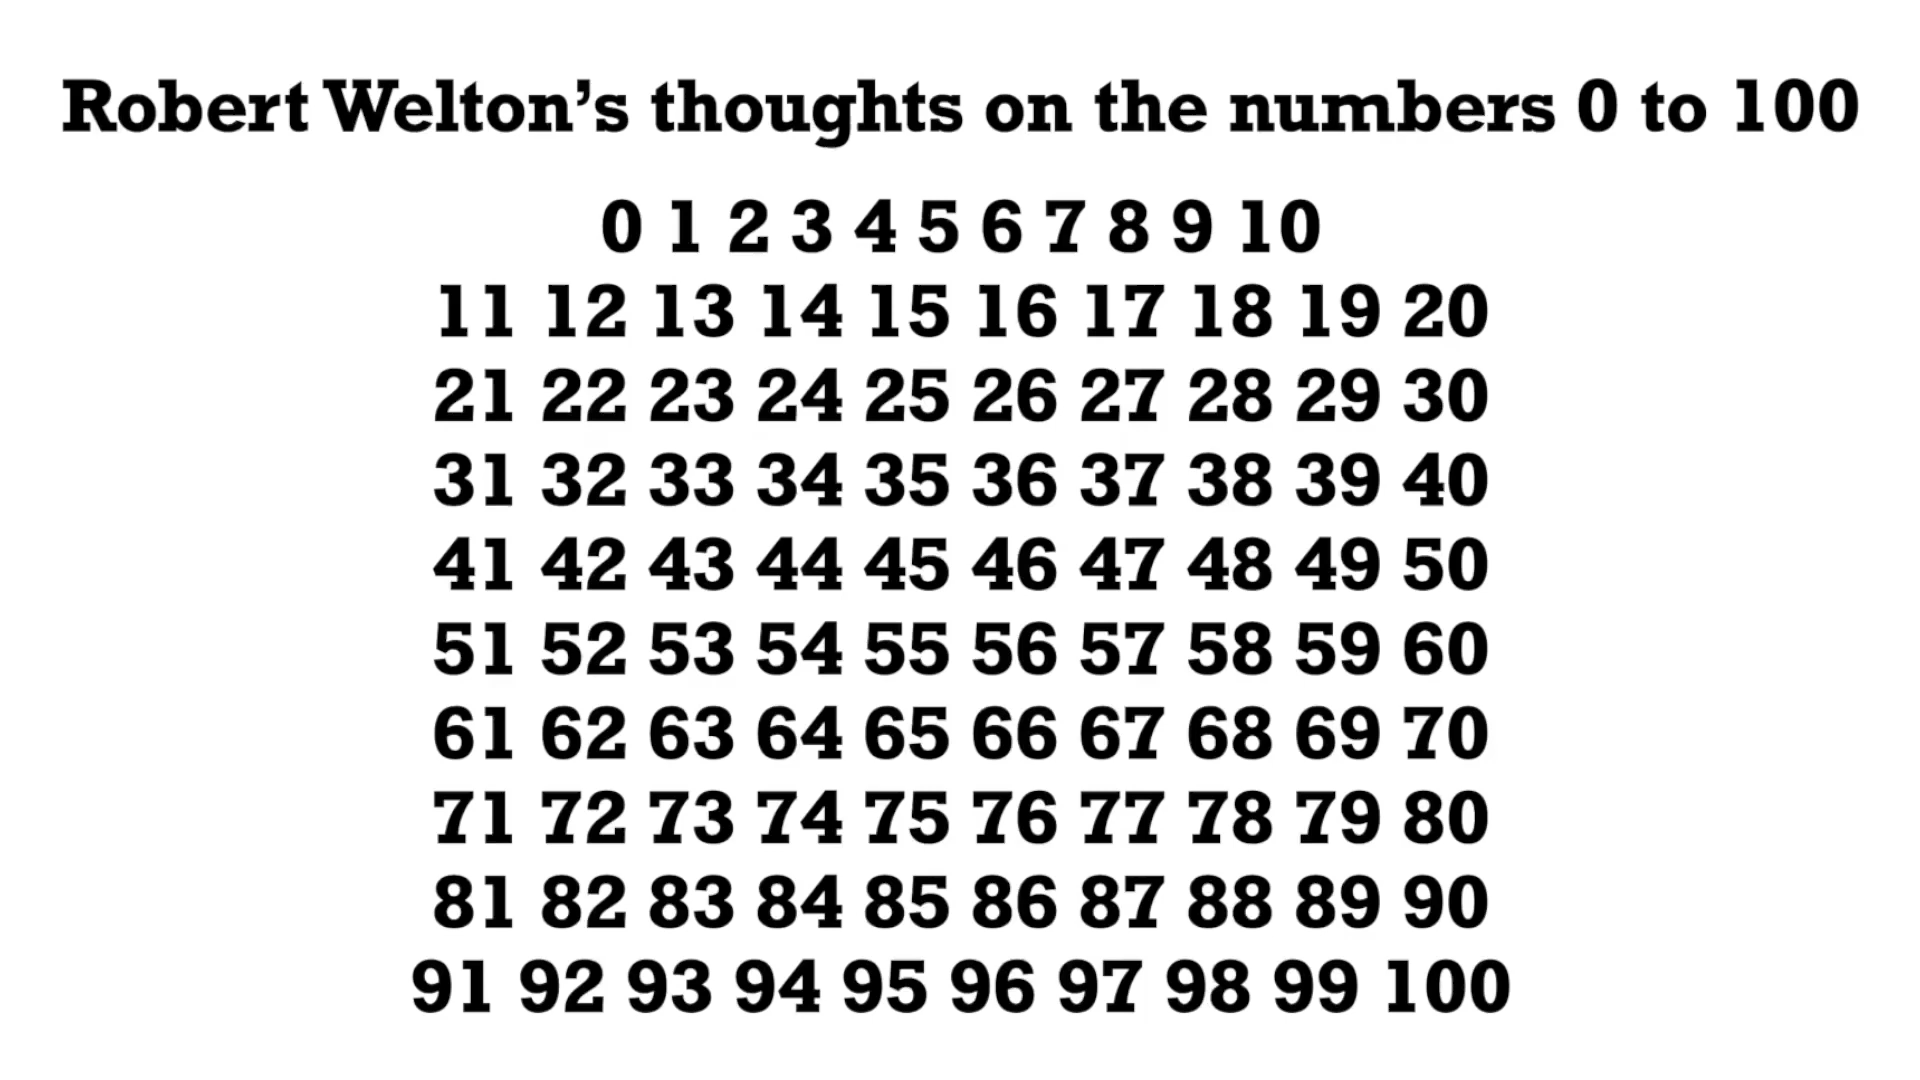 Robert Welton’s thoughts on the numbers 0 to 100
0 1 2 3 4 5 6 7 8 9 10
11 12 13 14 15 16 17 18 19 20
21 22 23 24 25 26 27 28 29 30
31 32 33 34 35 36 37 38 39 40
41 42 43 44 45 46 47 48 49 50
51 52 53 54 55 56 57 58 59 60
61 62 63 64 65 66 67 68 69 70
71 72 73 74 75 76 77 78 79 80
81 82 83 84 85 86 87 88 89 90
91 92 93 94 95 96 97 98 99 100